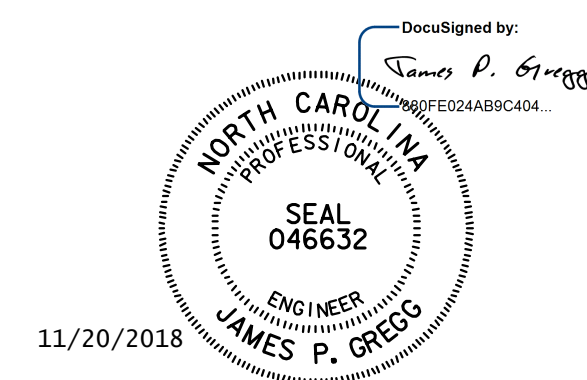 DocuSigned by:
James P. Gregg
880FE024AB9C404...
NORTH CAROLINA
PROFESSIONAL
SEAL
046632
ENGINEER
JAMES P. GREGG
11/20/2018